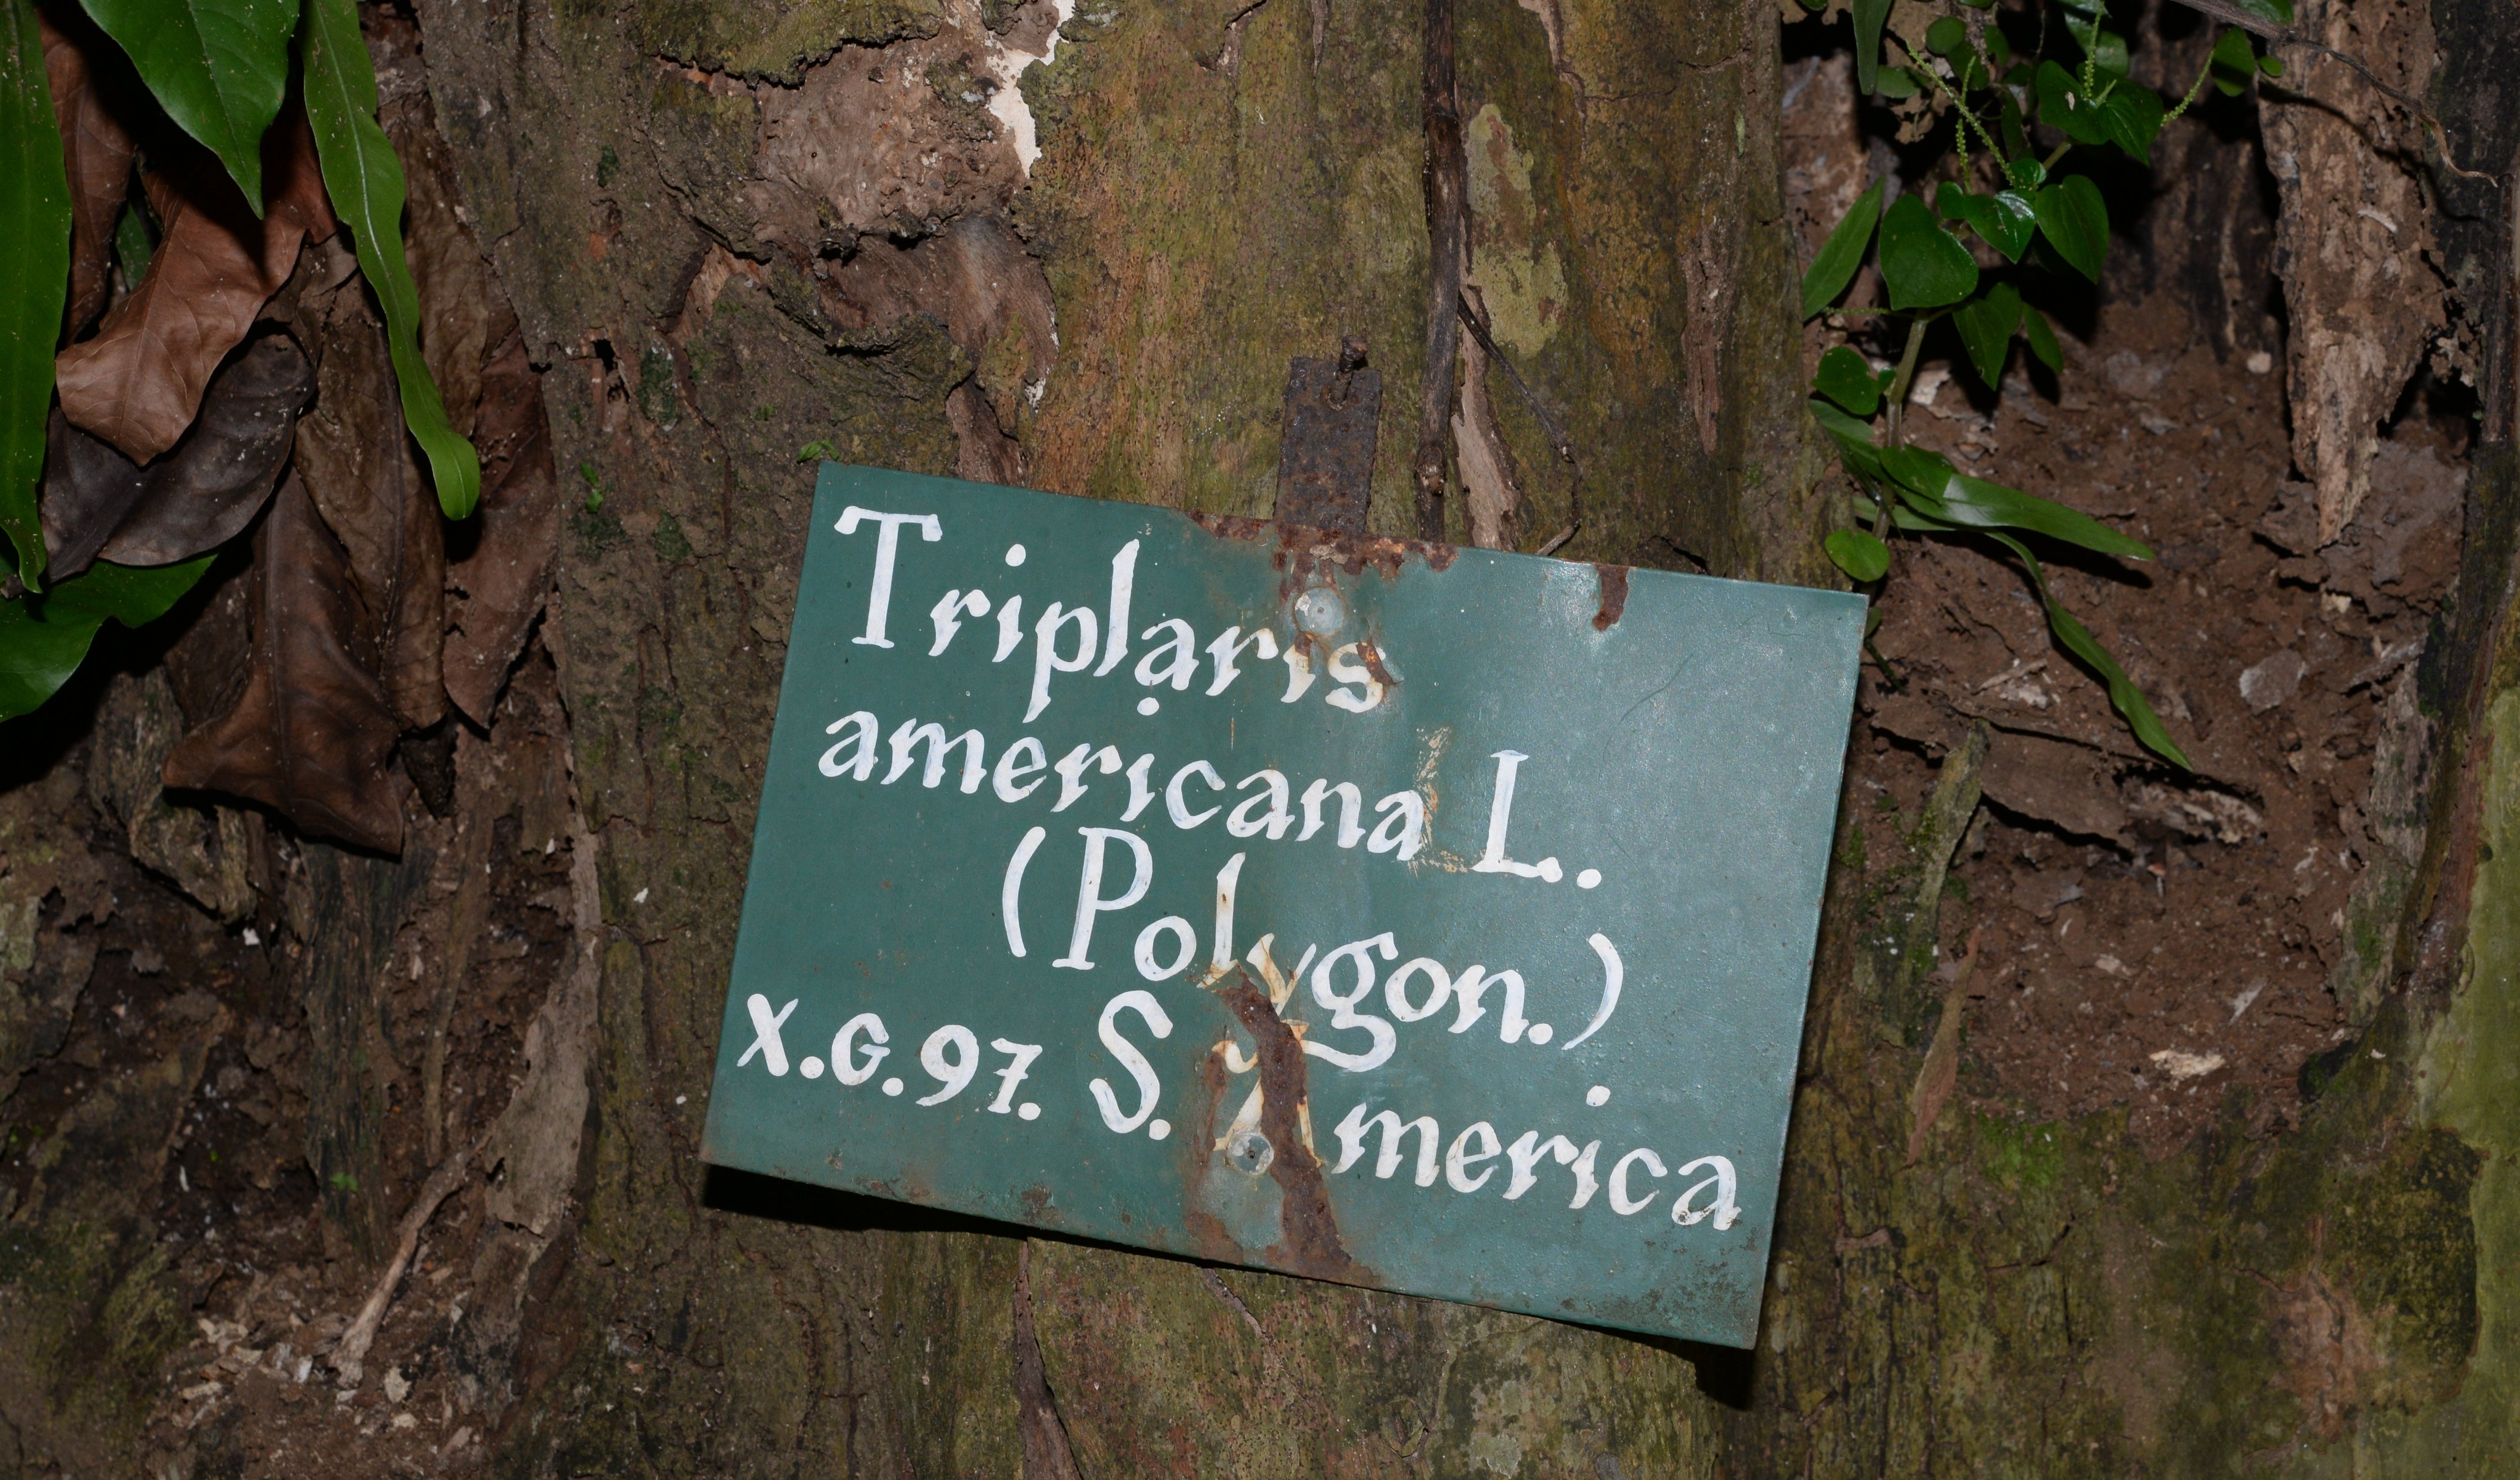 Triplaris
americana L.
(Polygon.)
X.G.97. S. America